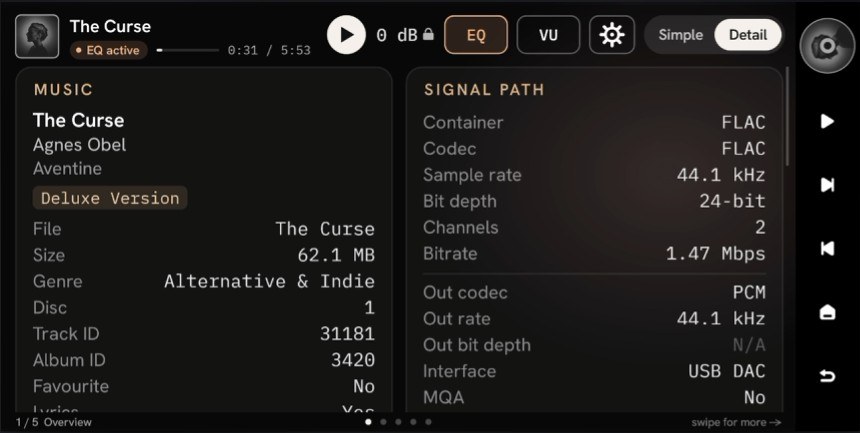 The Curse
EQ active
0:31 / 5:53
0 dB
EQ
VU
Simple
Detail
MUSIC
The Curse
Agnes Obel
Aventine
Deluxe Version
File The Curse
Size 62.1 MB
Genre Alternative & Indie
Disc 1
Track ID 31181
Album ID 3420
Favourite No
Lyrics Yes
SIGNAL PATH
Container FLAC
Codec FLAC
Sample rate 44.1 kHz
Bit depth 24-bit
Channels 2
Bitrate 1.47 Mbps
Out codec PCM
Out rate 44.1 kHz
Out bit depth N/A
Interface USB DAC
MQA No
1/5 Overview
swipe for more →